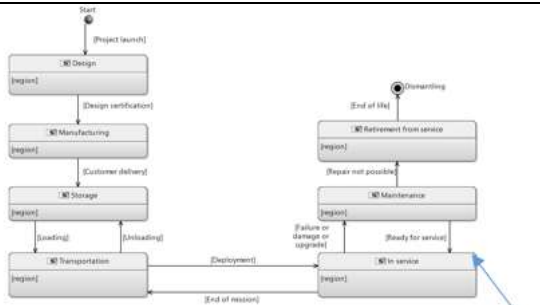 Start
[Project launch]
Design
[region]
[Design certification]
Manufacturing
[region]
[Customer delivery]
Storage
[region]
[Loading]
[Unloading]
Transportation
[region]
[Deployment]
[End of mission]
Dismantling
[End of life]
Retirement from service
[region]
[Repair not possible]
Maintenance
[region]
[Failure or
damage or
upgrade]
[Ready for service]
In service
[region]